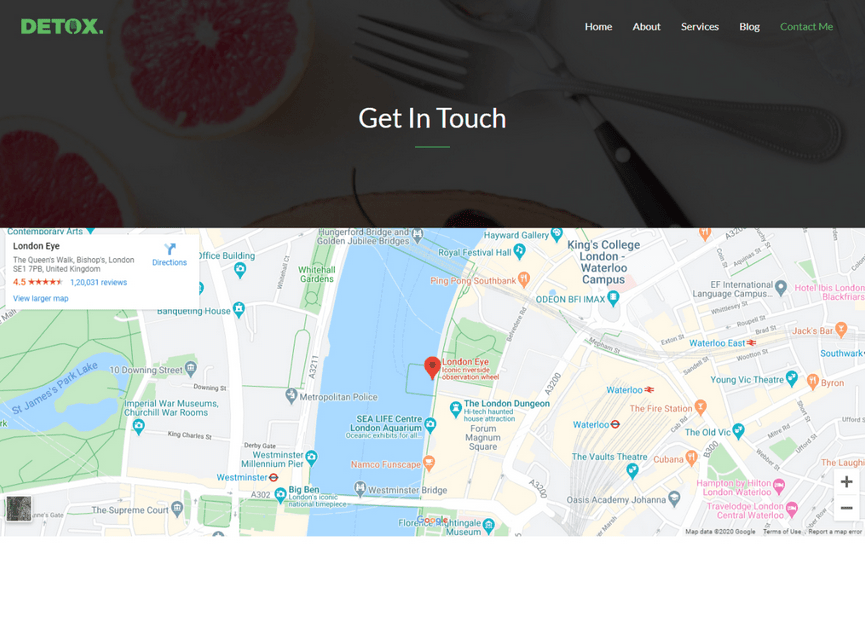 DETOX.
Home
About
Services
Blog
Contact Me
Get In Touch
Contemporary Arts
London Eye
The Queen's Walk, Bishop's, London
SE1 7PB, United Kingdom
4.5
1,20,031 reviews
View larger map
Directions
Office Building
Banqueting House
Whitehall
Gardens
Whitehall Ct
Hungerford Bridge and
Golden Jubilee Bridges
Hayward Gallery
Royal Festival Hall
King's College
London -
Waterloo
Campus
Ping Pong Southbank
ODEON BFI IMAX
EF International
Language Campus...
Hotel Ibis London
Blackfriars
Coin St
Aquinas St
Whittlesey St
Roupell St
Brad St
Exton St
Wootton St
Sandell St
Mepham St
Belvedere Rd
A3200
Jack's Bar
Waterloo East
Southwark
Young Vic Theatre
Byron
10 Downing Street
Downing St
A3211
St James's Park Lake
Metropolitan Police
London Eye
Iconic riverside
observation wheel
Imperial War Museums,
Churchill War Rooms
King Charles St
Derby Gate
SEA LIFE Centre
London Aquarium
Oceanic exhibits for all...
The London Dungeon
Hi-tech haunted
house attraction
Forum
Magnum
Square
Waterloo
The Fire Station
Waterloo
Cab Rd
The Old Vic
Short St
Mitre Rd
Ufford St
Webber St
B300
Westminster
Millennium Pier
Westminster
Namco Funscape
The Vaults Theatre
Cubana
The Laughi
A302
Big Ben
London's iconic
national timepiece
Westminster Bridge
A3200
Oasis Academy Johanna
Hampton by Hilton
London Waterloo
Travelodge London
Central Waterloo
The Supreme Court
Google
Florence Nightingale
Museum
Map data ©2020 Google
Terms of Use
Report a map error